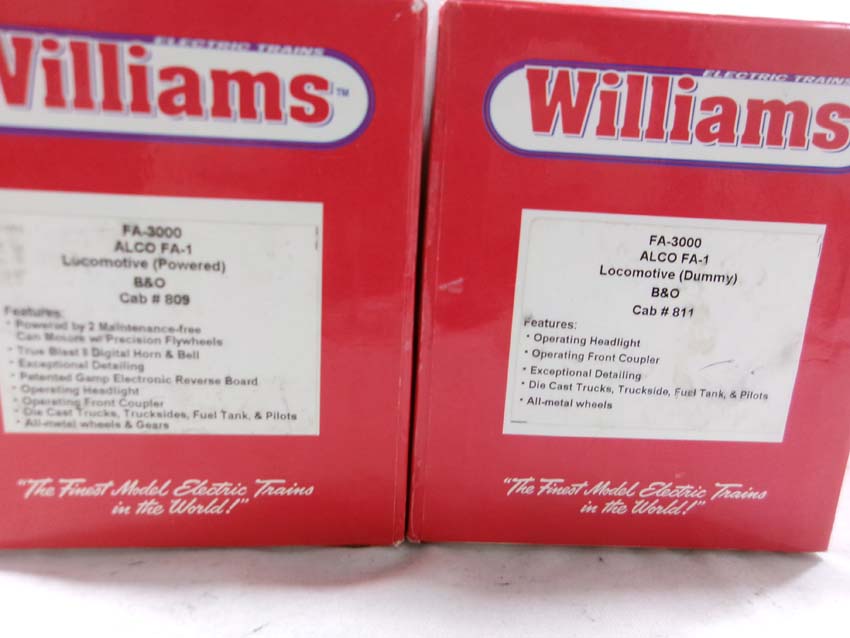 ELECTRIC TRAINS
Williams™
FA-3000
ALCO FA-1
Locomotive (Powered)
B&O
Cab # 809
Features:
* Powered by 2 Maintenance-free
Can Motors w/Precision Flywheels
* True Blast II Digital Horn & Bell
* Exceptional Detailing
* Patented Gamp Electronic Reverse Board
* Operating Headlight
* Operating Front Coupler
* Die Cast Trucks, Trucksides, Fuel Tank, & Pilots
* All-metal wheels & Gears
"The Finest Model Electric Trains
in the World!"
ELECTRIC TRAINS
Williams
FA-3000
ALCO FA-1
Locomotive (Dummy)
B&O
Cab # 811
Features:
* Operating Headlight
* Operating Front Coupler
* Exceptional Detailing
* Die Cast Trucks, Truckside, Fuel Tank, & Pilots
* All-metal wheels
"The Finest Model Electric Trains
in the World!"